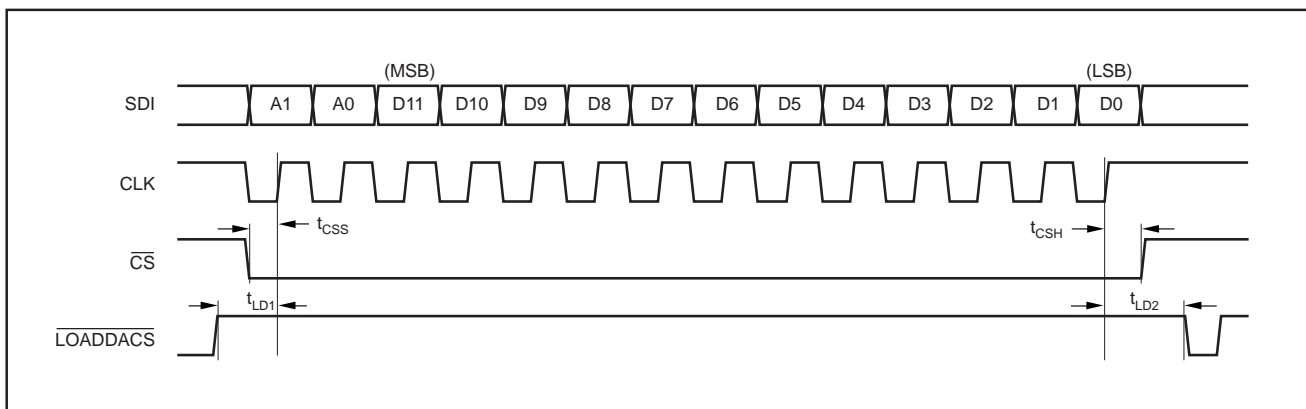 (MSB) (LSB)
SDI A1 A0 D11 D10 D9 D8 D7 D6 D5 D4 D3 D2 D1 D0
CLK
tCSS tCSH
CS
tLD1 tLD2
LOADDACS